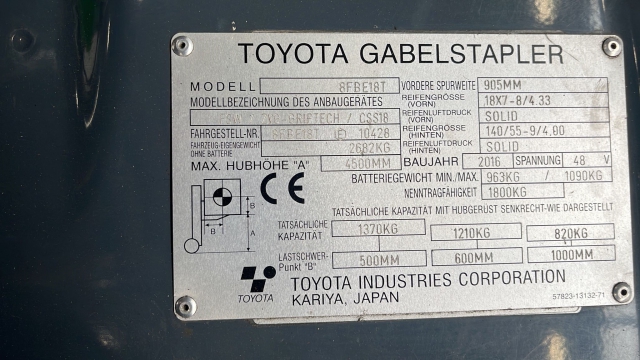 TOYOTA GABELSTAPLER
MODELL 8FBE18T VORDERE SPURWEITE 905MM
MODELLBEZEICHNUNG DES ANBAUGERÄTES REIFENGRÖSSE (VORN) 18X7-8/4.33
GRIFTECH / CSS18 REIFENLUFTDRUCK (VORN) SOLID
FAHRGESTELL-NR. 8FBE18T (E) 10428 REIFENGRÖSSE (HINTEN) 140/55-9/4.00
FAHRZEUG-EIGENGEWICHT OHNE BATTERIE 2682KG REIFENLUFTDRUCK (HINTEN) SOLID
MAX. HUBHÖHE "A" 4500MM BAUJAHR 2016 SPANNUNG 48 V
BATTERIEGEWICHT MIN./MAX. 963KG / 1090KG
NENNTRAGFÄHIGKEIT 1800KG
CE
TATSÄCHLICHE KAPAZITÄT MIT HUBGERÜST SENKRECHT-WIE DARGESTELLT
B
B
A
TATSÄCHLICHE KAPAZITÄT 1370KG 1210KG 820KG
LASTSCHWER-Punkt "B" 500MM 600MM 1000MM
TOYOTA
TOYOTA INDUSTRIES CORPORATION
KARIYA, JAPAN
57823-13132-71